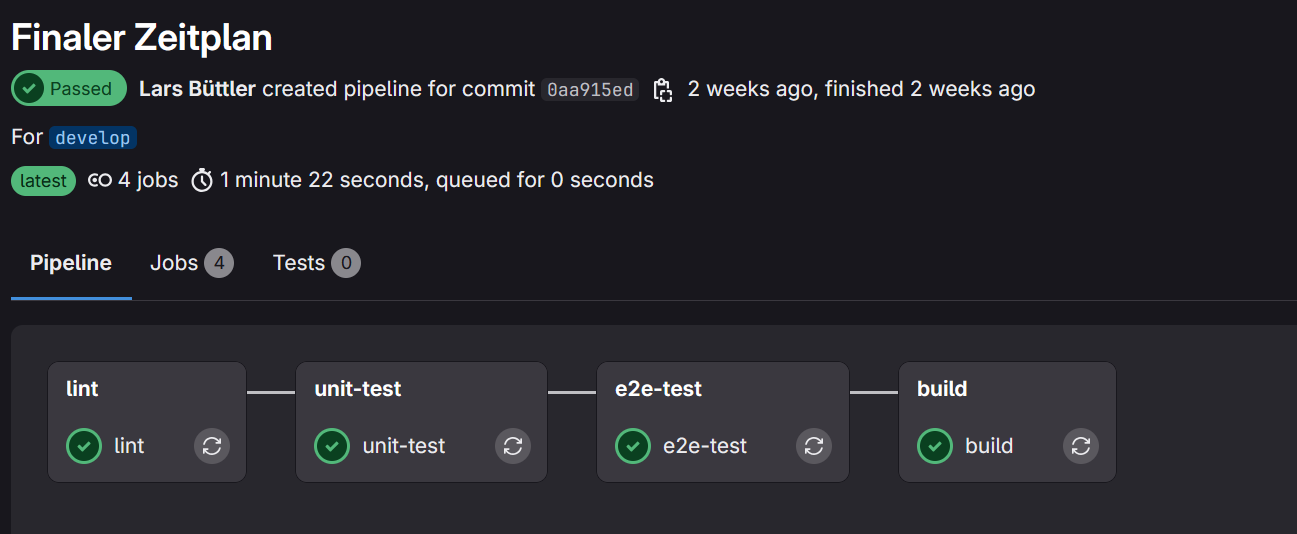 Finaler Zeitplan
Passed Lars Büttler created pipeline for commit 0aa915ed 2 weeks ago, finished 2 weeks ago
For develop
latest 4 jobs 1 minute 22 seconds, queued for 0 seconds
Pipeline Jobs 4 Tests 0
lint unit-test e2e-test build
lint unit-test e2e-test build